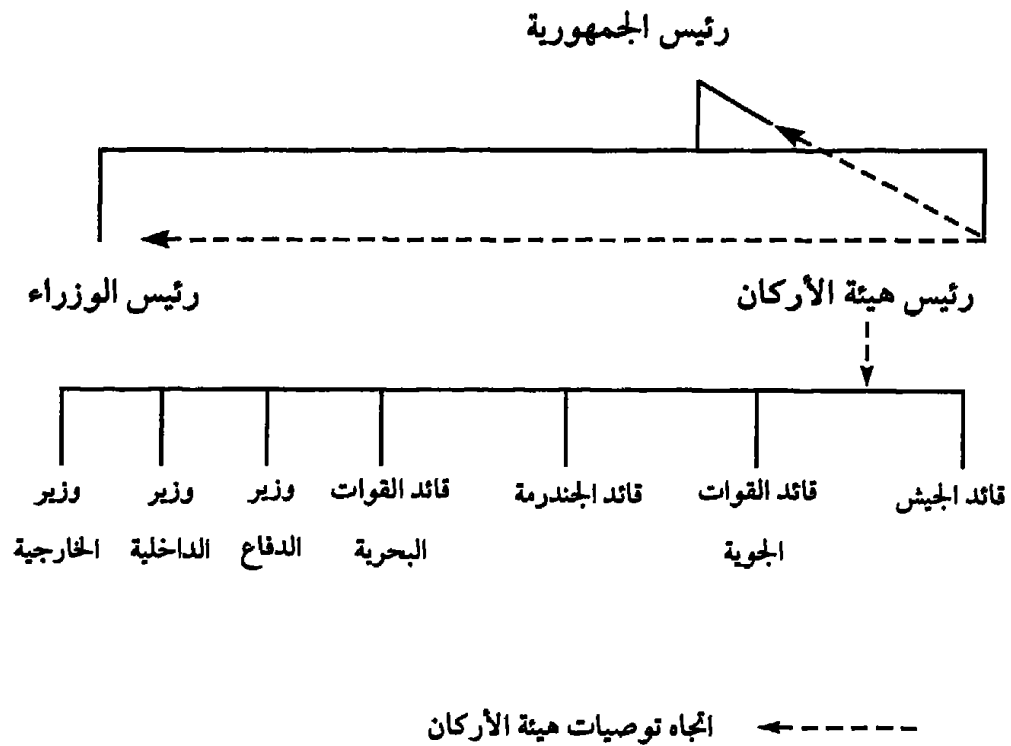 رئيس الجمهورية
رئيس هيئة الأركان
رئيس الوزراء
قائد الجيش
قائد القوات
الجوية
قائد الجندرمة
قائد القوات
البحرية
وزير
الدفاع
وزير
الداخلية
وزير
الخارجية
اتجاه توصيات هيئة الأركان